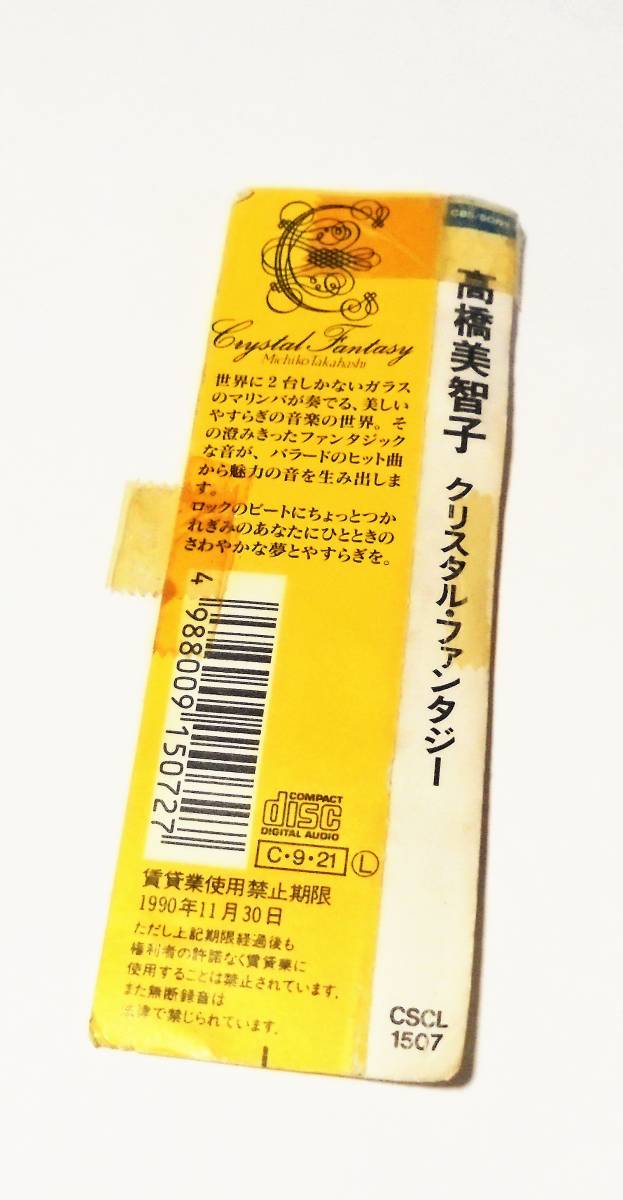 Crystal Fantasy
Michiko Takahashi
世界に2台しかないガラス
のマリンバが奏でる、美しい
やすらぎの音楽の世界。そ
の澄みきったファンタジック
な音が、バラードのヒット曲
から魅力の音を生み出しま
す。
ロックのビートにちょっとつか
れぎみのあなたにひとときの
さわやかな夢とやすらぎを。
4 988009 150727
COMPACT
disc
DIGITAL AUDIO
C・9・21 L
賃貸業使用禁止期限
1990年11月30日
ただし上記期限経過後も
権利者の許諾なく賃貸業に
使用することは禁止されています。
また無断録音は
法律で禁じられています。
CBS/SONY
高橋美智子 クリスタル・ファンタジー
CSCL
1507